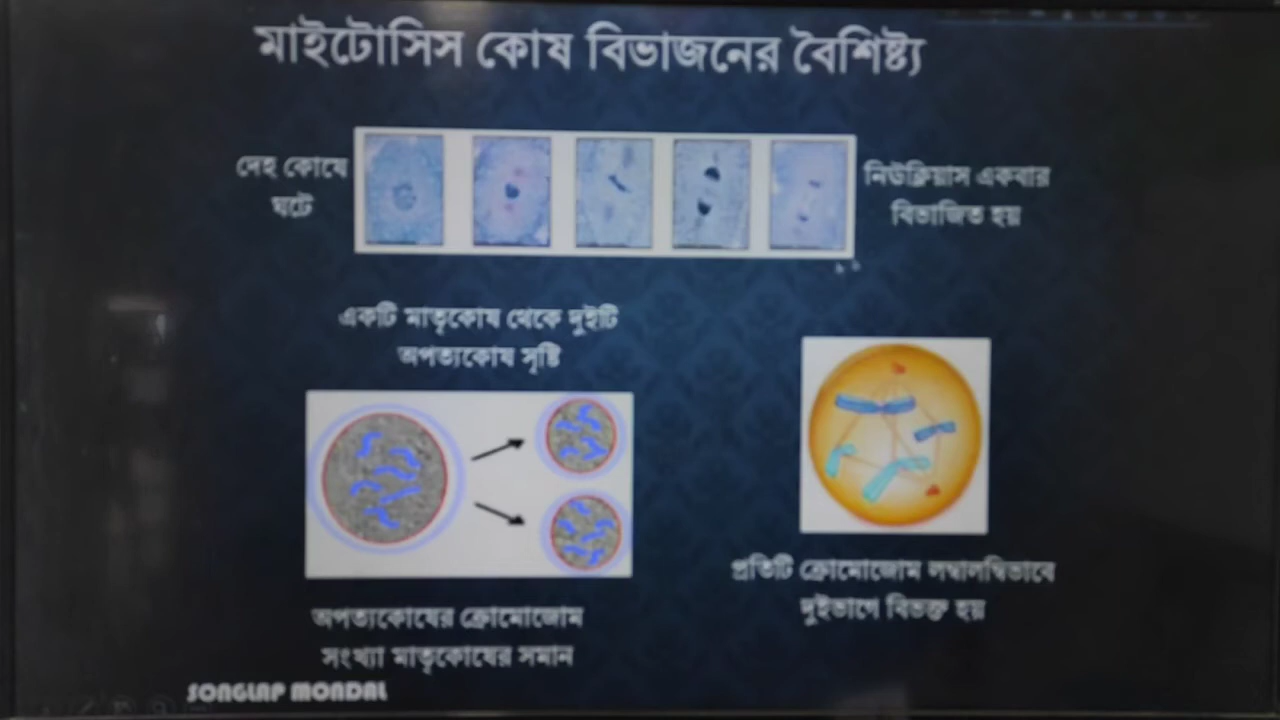 মাইটোসিস কোষ বিভাজনের বৈশিষ্ট্য
দেহ কোষে
ঘটে
নিউক্লিয়াস একবার
বিভাজিত হয়
একটি মাতৃকোষ থেকে দুইটি
অপত্যকোষ সৃষ্টি
প্রতিটি ক্রোমোজোম লম্বালম্বিভাবে
দুইভাগে বিভক্ত হয়
অপত্যকোষের ক্রোমোজোম
সংখ্যা মাতৃকোষের সমান
SONGLAP MONDAL